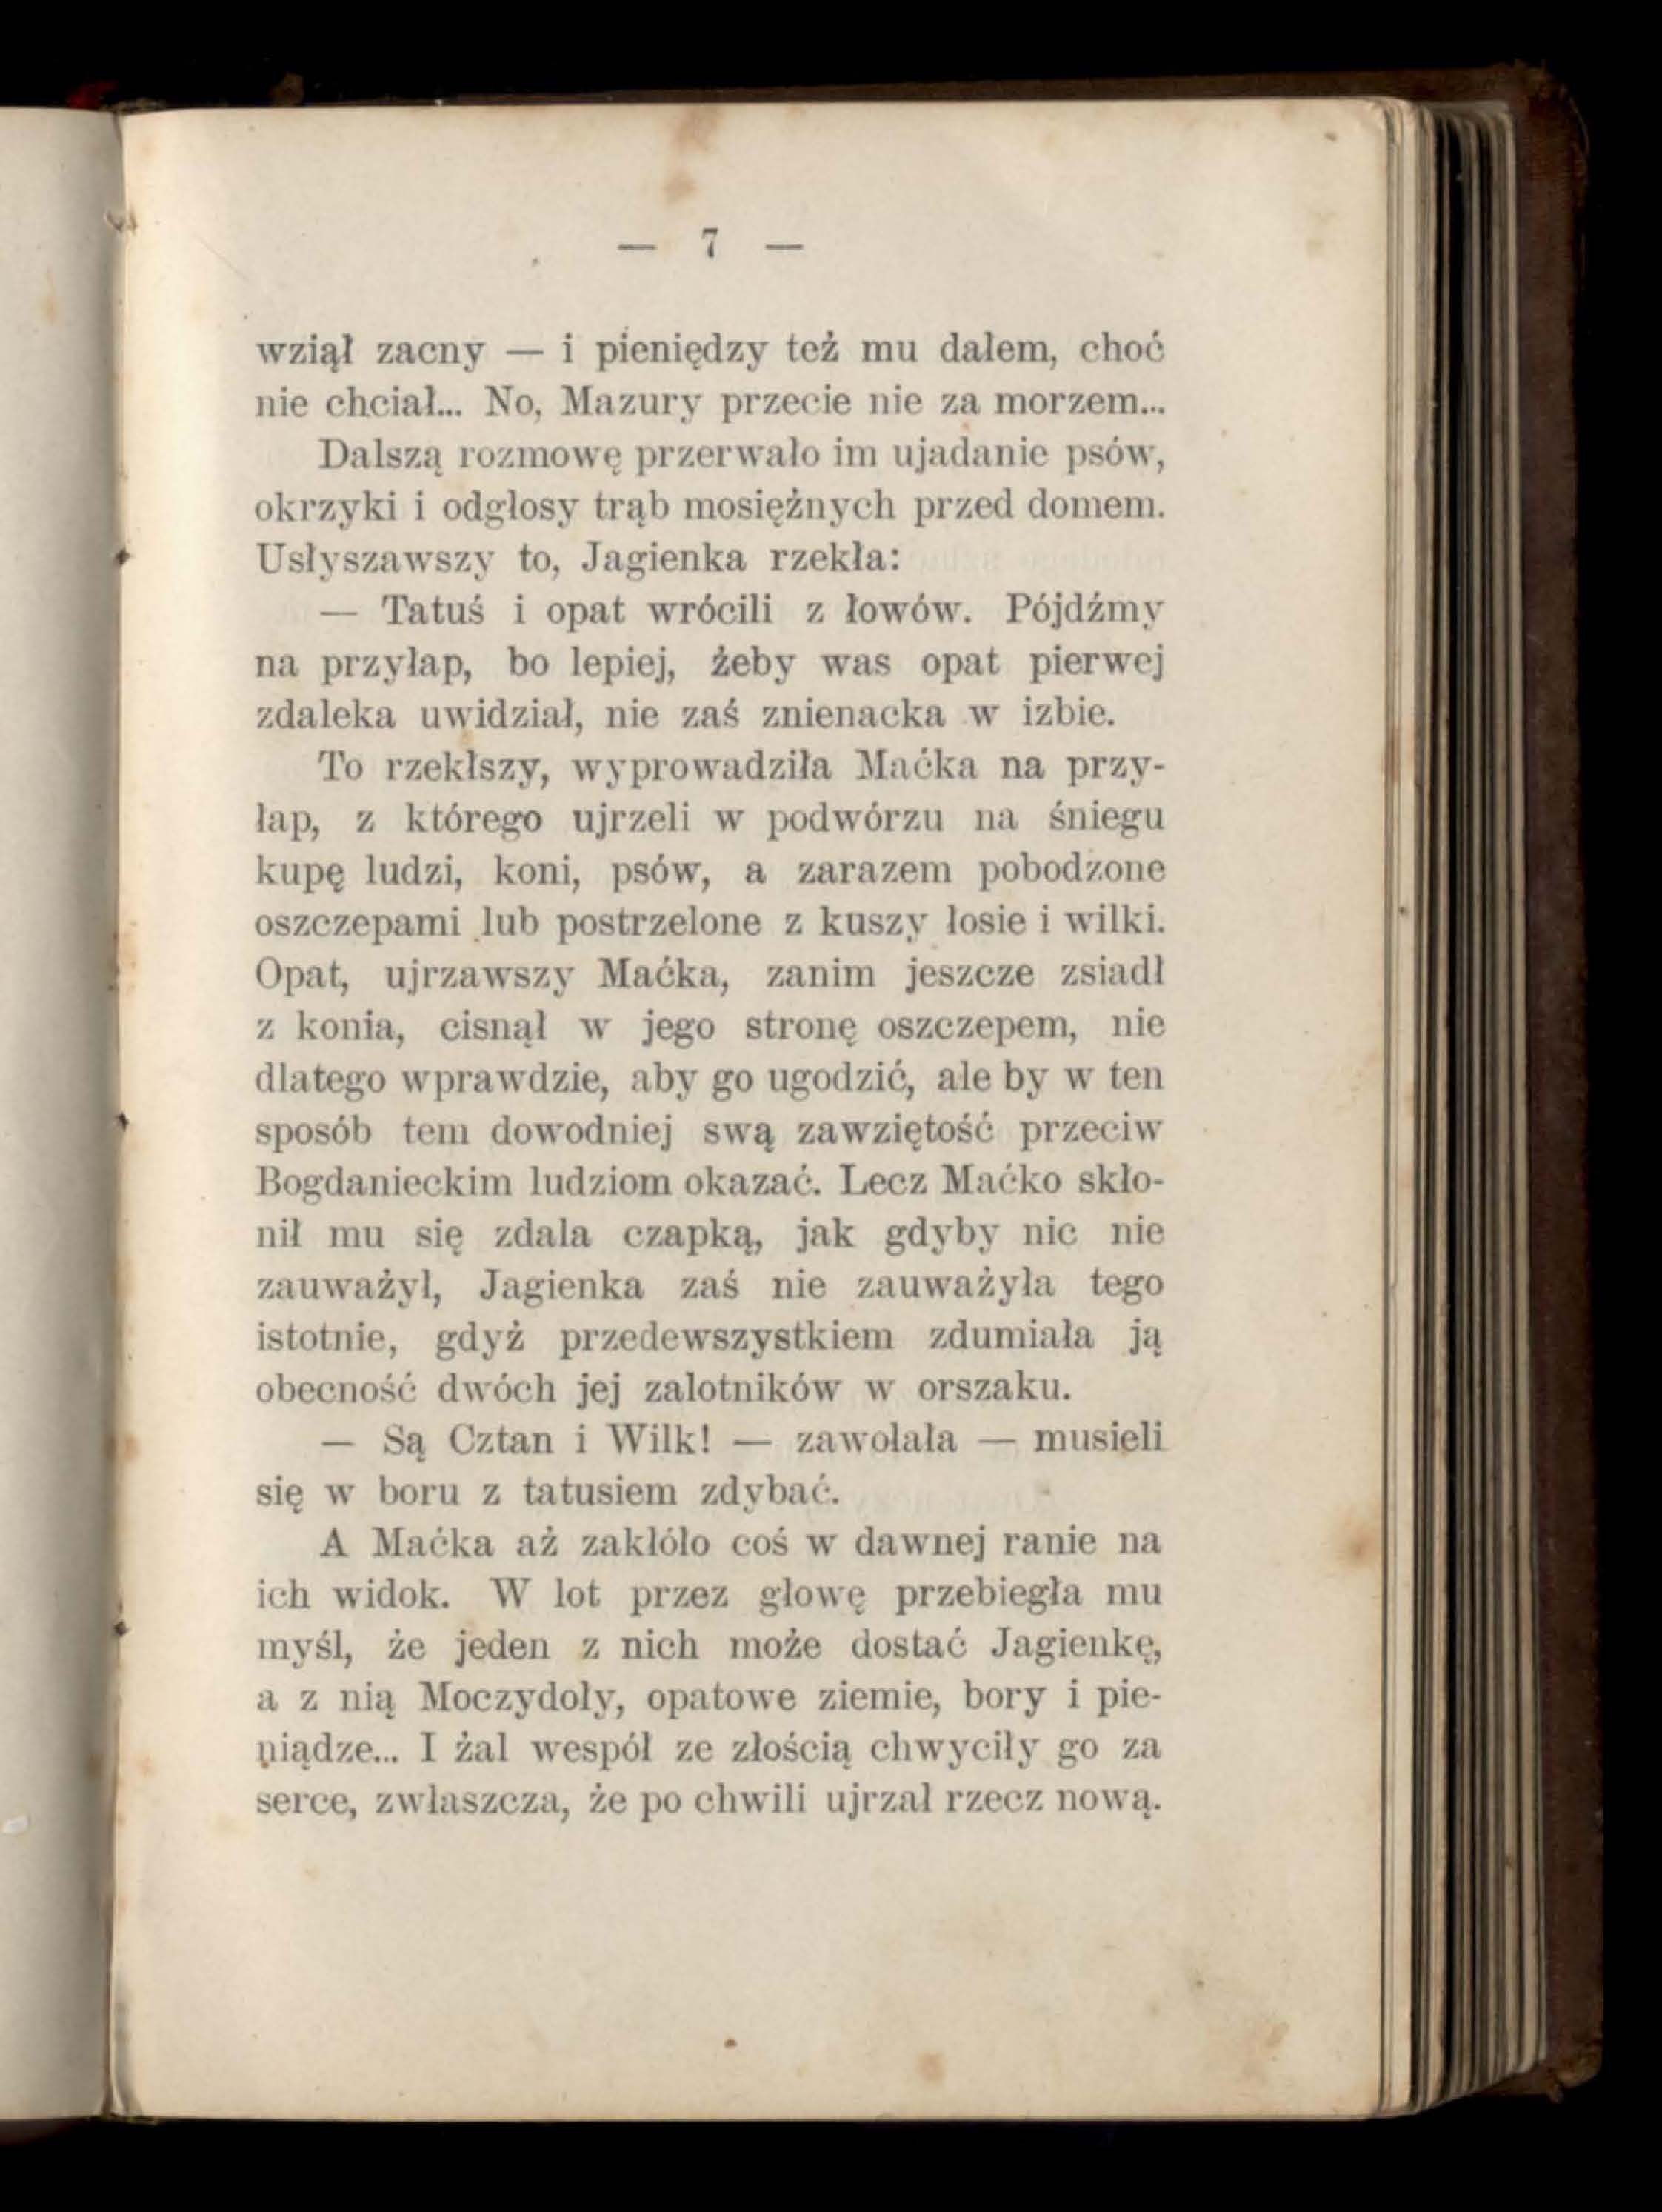 — 7 —
wziął zacny — i pieniędzy też mu dałem, choć
nie chciał... No, Mazury przecie nie za morzem...
Dalszą rozmowę przerwało im ujadanie psów,
okrzyki i odgłosy trąb mosiężnych przed domem.
Usłyszawszy to, Jagienka rzekła:
— Tatuś i opat wrócili z łowów. Pójdźmy
na przyłap, bo lepiej, żeby was opat pierwej
zdaleka uwidział, nie zaś znienacka w izbie.
To rzekłszy, wyprowadziła Maćka na przy-
łap, z którego ujrzeli w podwórzu na śniegu
kupę ludzi, koni, psów, a zarazem pobodzone
oszczepami lub postrzelone z kuszy łosie i wilki.
Opat, ujrzawszy Maćka, zanim jeszcze zsiadł
z konia, cisnął w jego stronę oszczepem, nie
dlatego wprawdzie, aby go ugodzić, ale by w ten
sposób tem dowodniej swą zawziętość przeciw
Bogdanieckim ludziom okazać. Lecz Maćko skło-
nił mu się zdala czapką, jak gdyby nic nie
zauważył, Jagienka zaś nie zauważyła tego
istotnie, gdyż przedewszystkiem zdumiała ją
obecność dwóch jej zalotników w orszaku.
— Są Cztan i Wilk! — zawołała — musieli
się w boru z tatusiem zdybać.
A Maćka aż zakłóło coś w dawnej ranie na
ich widok. W lot przez głowę przebiegła mu
myśl, że jeden z nich może dostać Jagienkę,
a z nią Moczydoły, opatowe ziemie, bory i pie-
niądze... I żal wespół ze złością chwyciły go za
serce, zwłaszcza, że po chwili ujrzał rzecz nową.